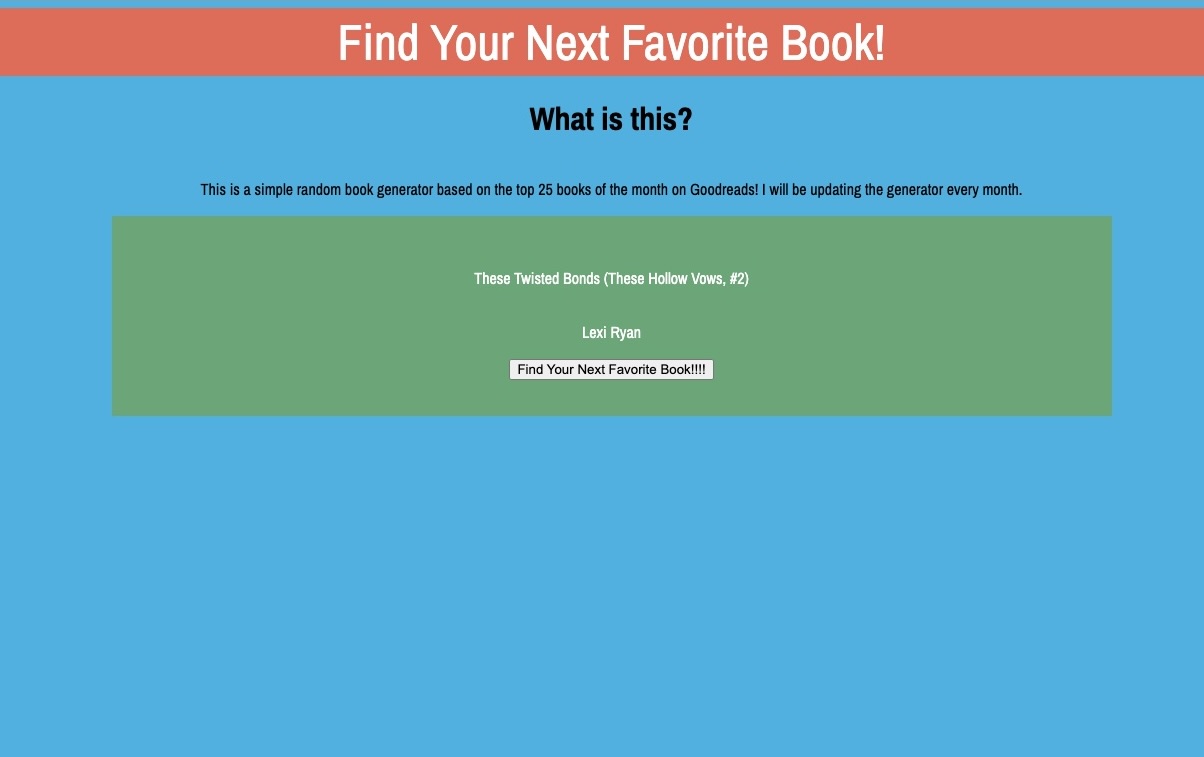 Find Your Next Favorite Book!
What is this?
This is a simple random book generator based on the top 25 books of the month on Goodreads! I will be updating the generator every month.
These Twisted Bonds (These Hollow Vows, #2)
Lexi Ryan
Find Your Next Favorite Book!!!!